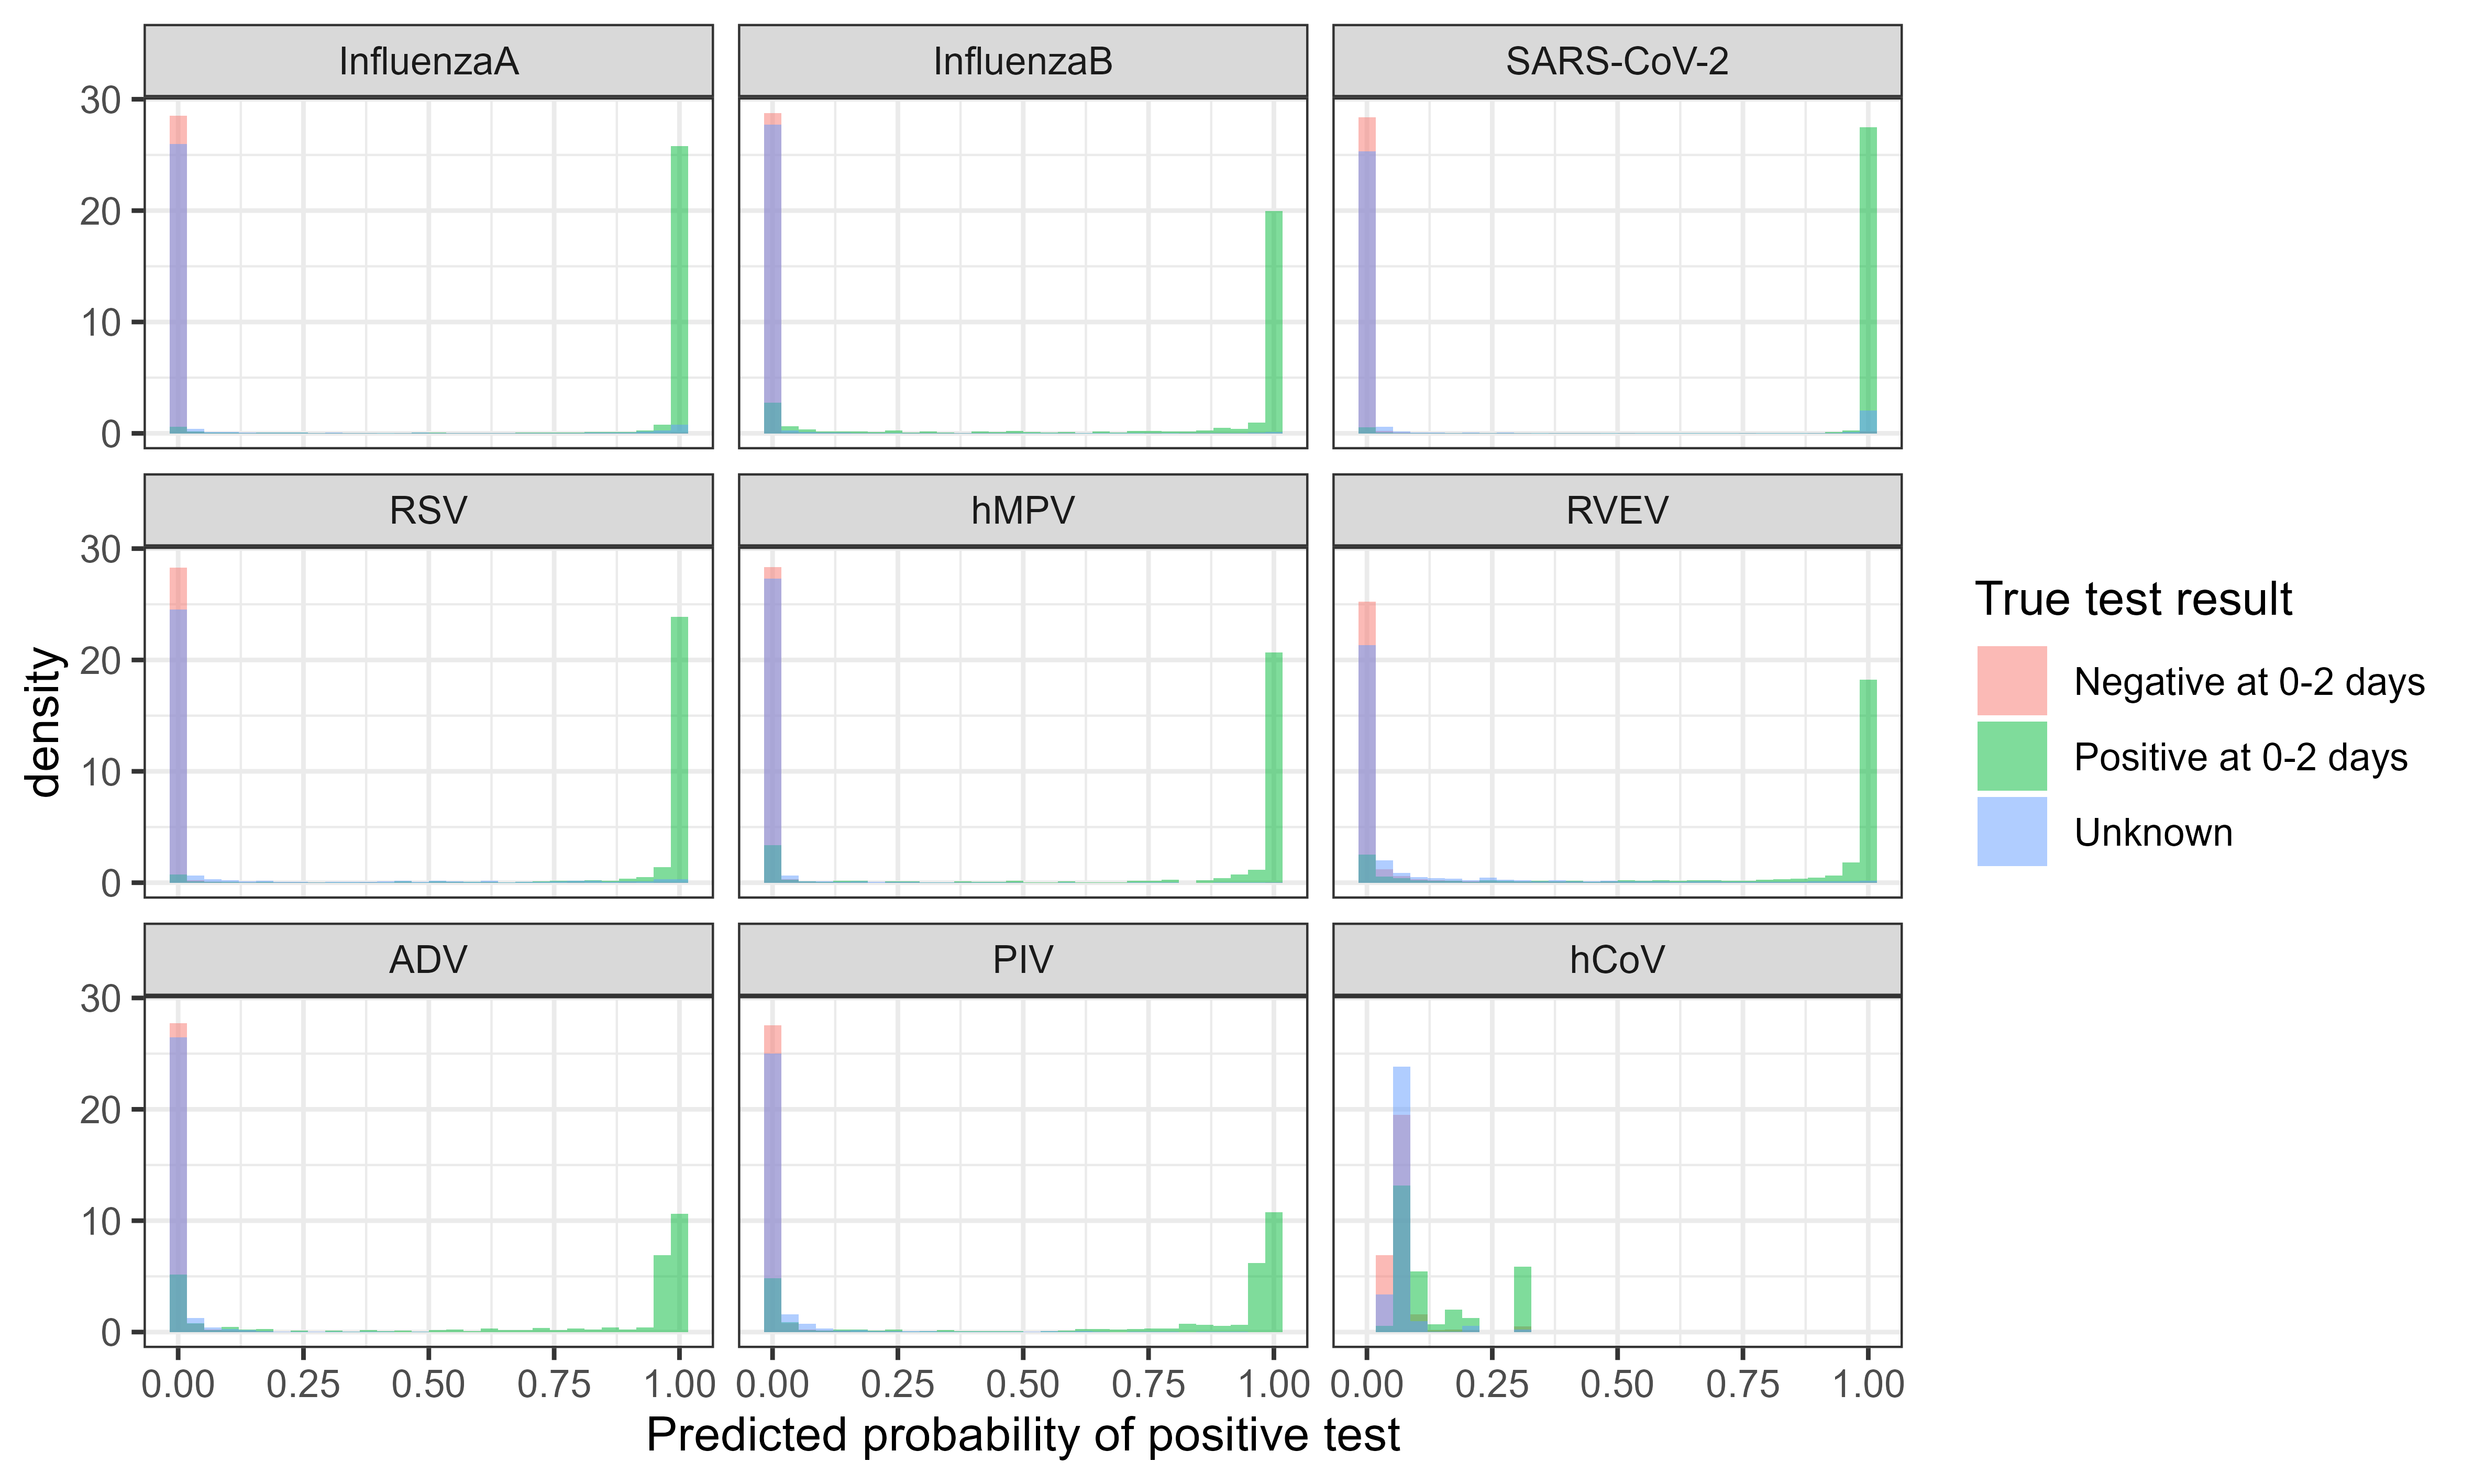 InfluenzaA InfluenzaB SARS-CoV-2
30
20
10
0
RSV hMPV RVEV
30
20
10
0
ADV PIV hCoV
30
20
10
0
0.00 0.25 0.50 0.75 1.00 0.00 0.25 0.50 0.75 1.00 0.00 0.25 0.50 0.75 1.00
Predicted probability of positive test
density
True test result
Negative at 0-2 days
Positive at 0-2 days
Unknown